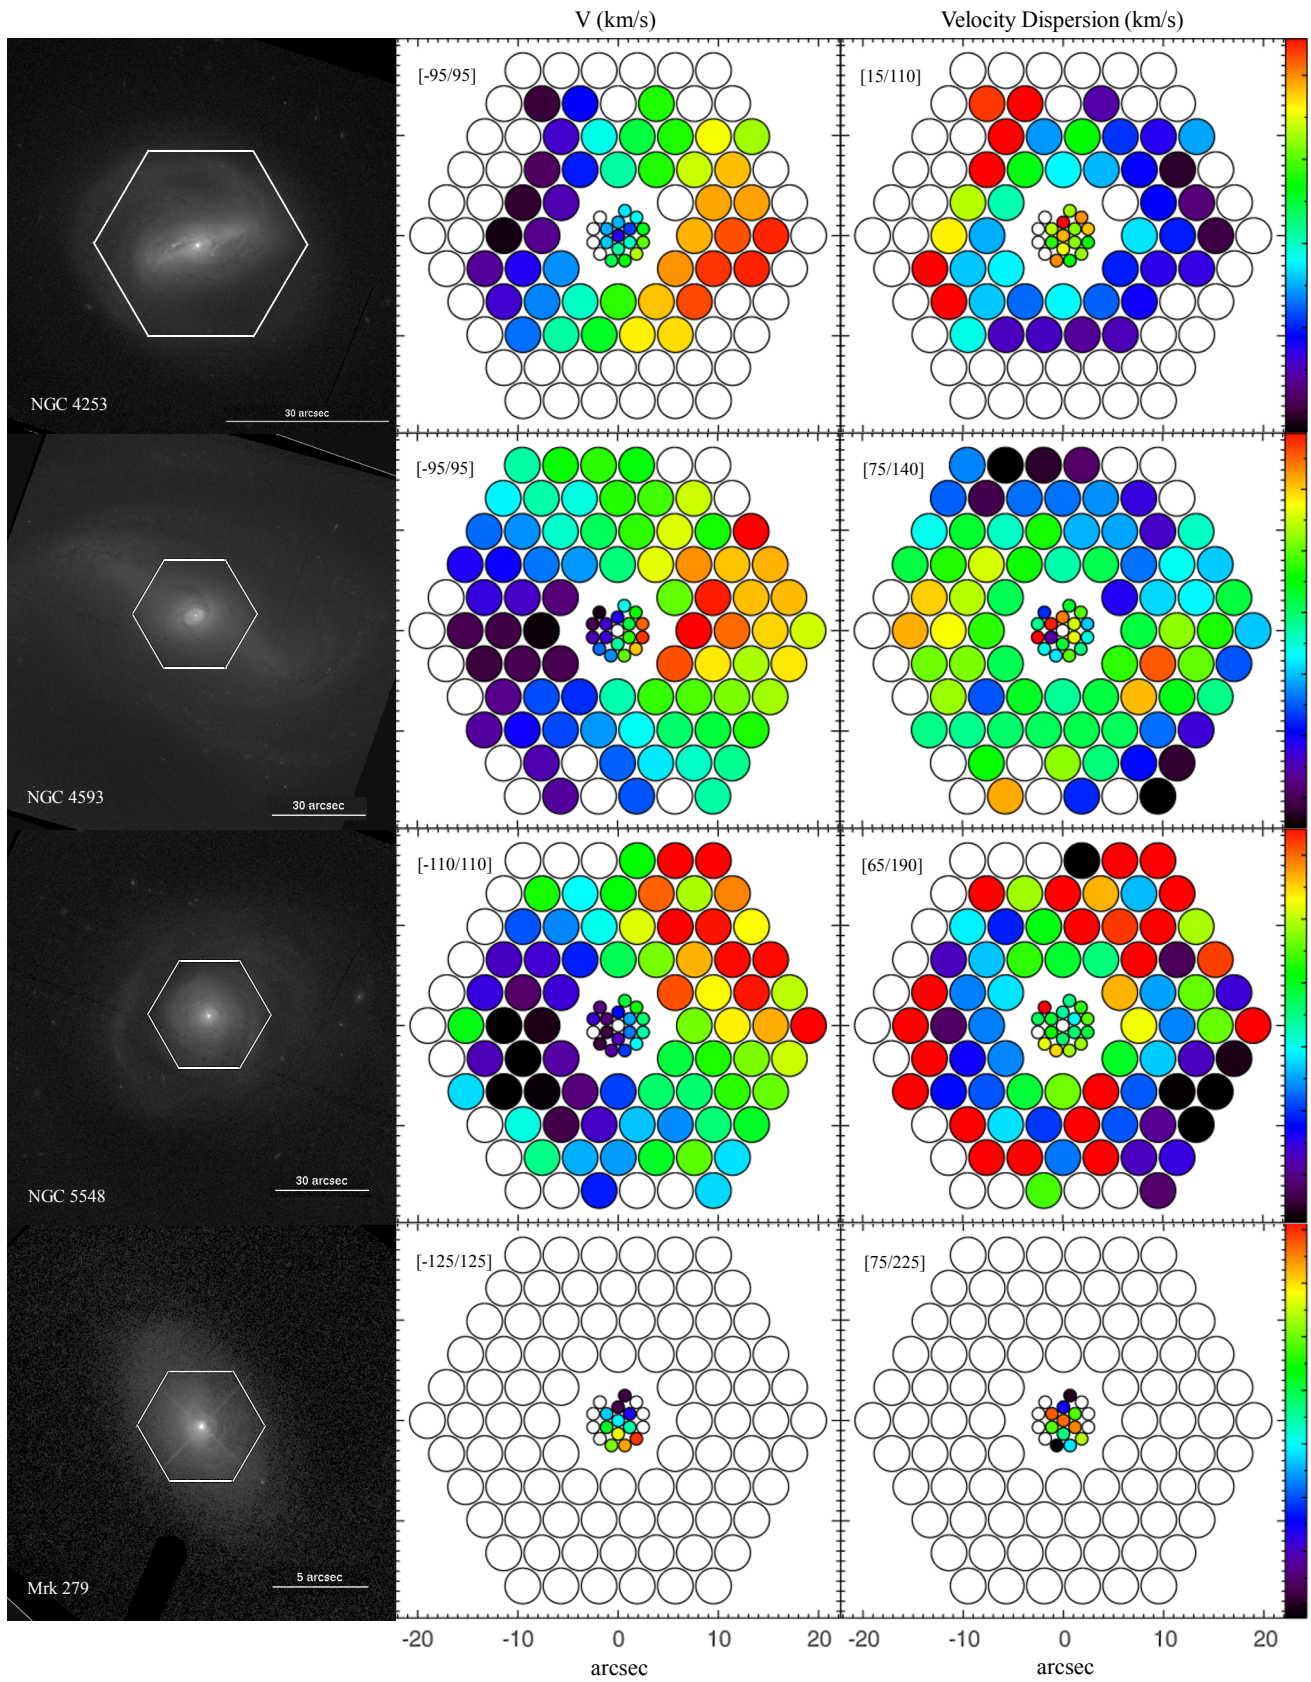 V (km/s)
Velocity Dispersion (km/s)
[-95/95]
[15/110]
NGC 4253
30 arcsec
[-95/95]
[75/140]
NGC 4593
30 arcsec
[-110/110]
[65/190]
NGC 5548
30 arcsec
[-125/125]
[75/225]
Mrk 279
5 arcsec
-20 -10 0 10 20
-20 -10 0 10 20
arcsec
arcsec